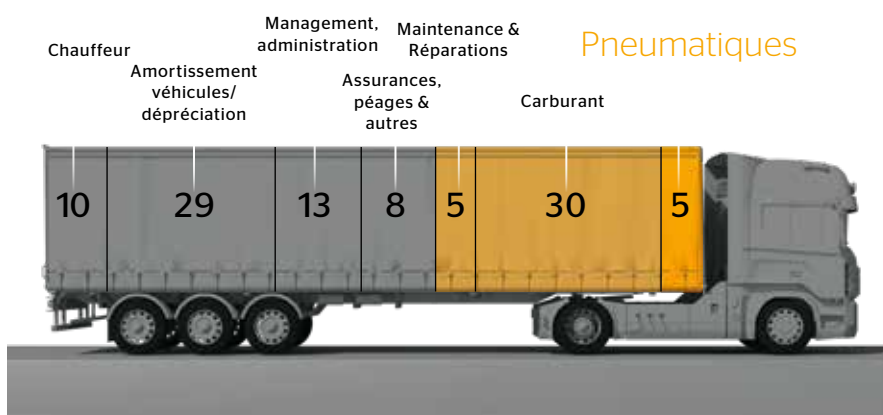 Chauffeur
Amortissement
véhicules/
dépréciation
Management,
administration
Assurances,
péages &
autres
Maintenance &
Réparations
Carburant
Pneumatiques
10
29
13
8
5
30
5